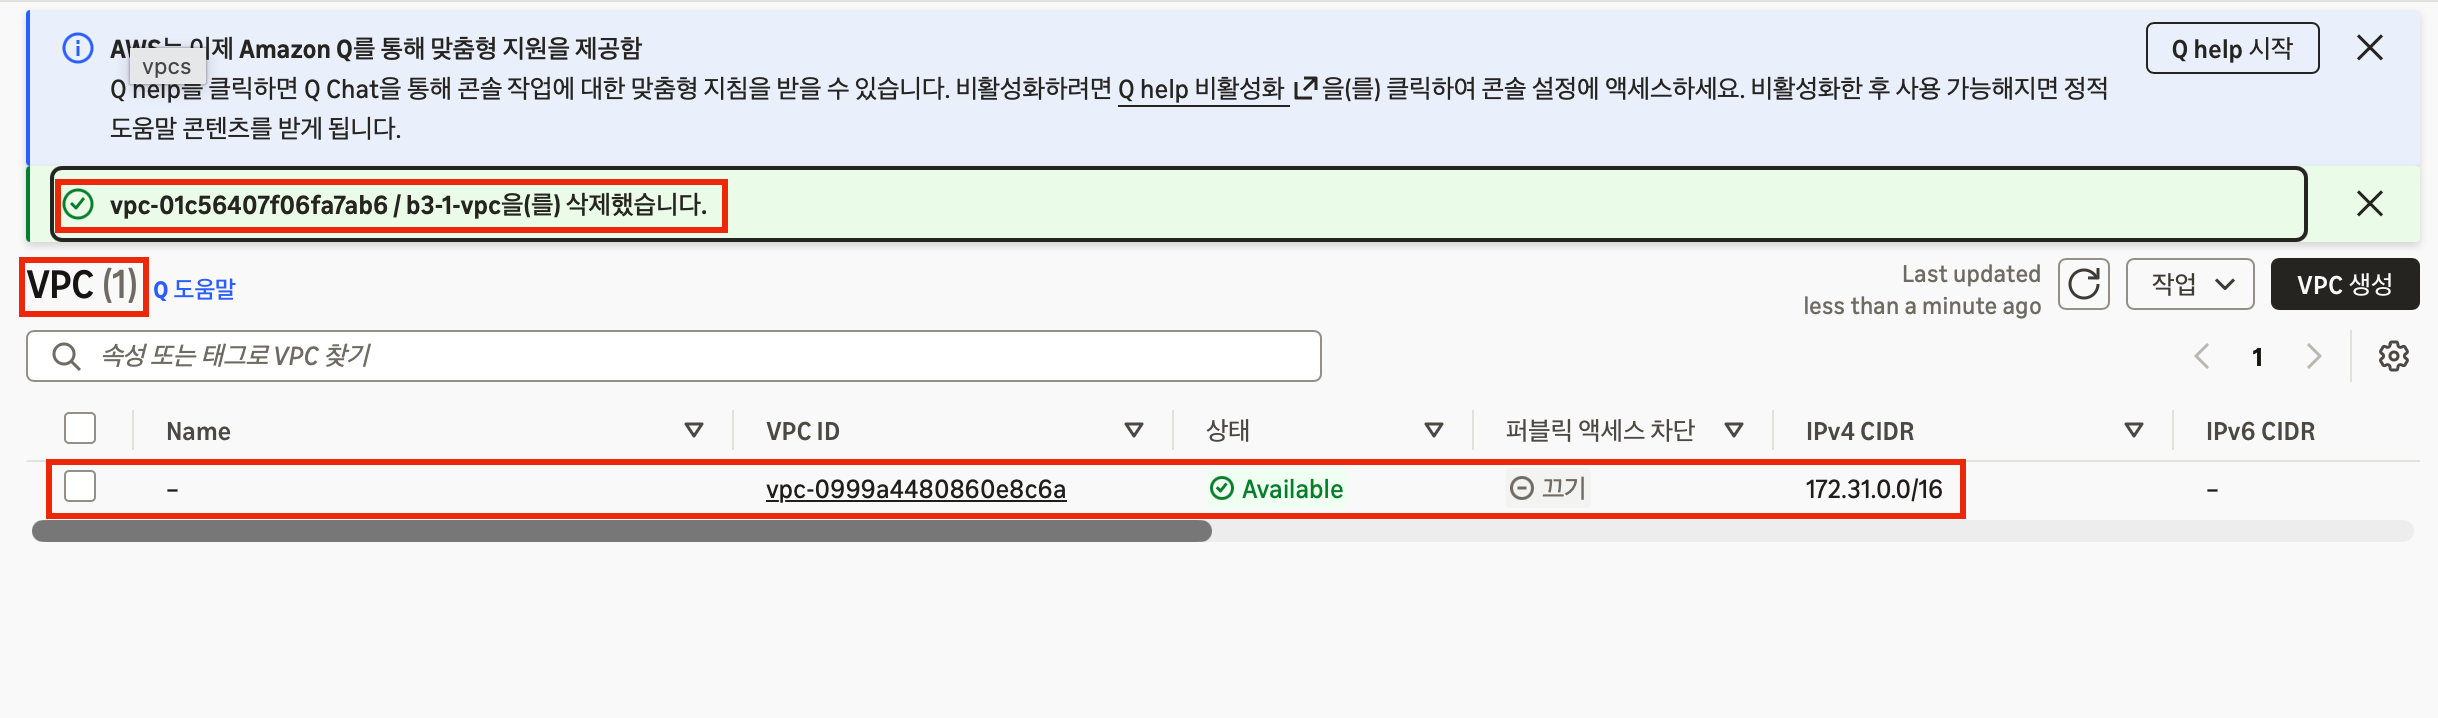 AWS는 이제 Amazon Q를 통해 맞춤형 지원을 제공함
Q help 시작
vpcs
Q help를 클릭하면 Q Chat을 통해 콘솔 작업에 대한 맞춤형 지침을 받을 수 있습니다. 비활성화하려면 Q help 비활성화 을(를) 클릭하여 콘솔 설정에 액세스하세요. 비활성화한 후 사용 가능해지면 정적
도움말 콘텐츠를 받게 됩니다.
vpc-01c56407f06fa7ab6 / b3-1-vpc을(를) 삭제했습니다.
VPC (1) Q 도움말
Last updated
less than a minute ago
작업
VPC 생성
속성 또는 태그로 VPC 찾기
1
Name VPC ID 상태 퍼블릭 액세스 차단 IPv4 CIDR IPv6 CIDR
– vpc-0999a4480860e8c6a Available 끄기 172.31.0.0/16 –